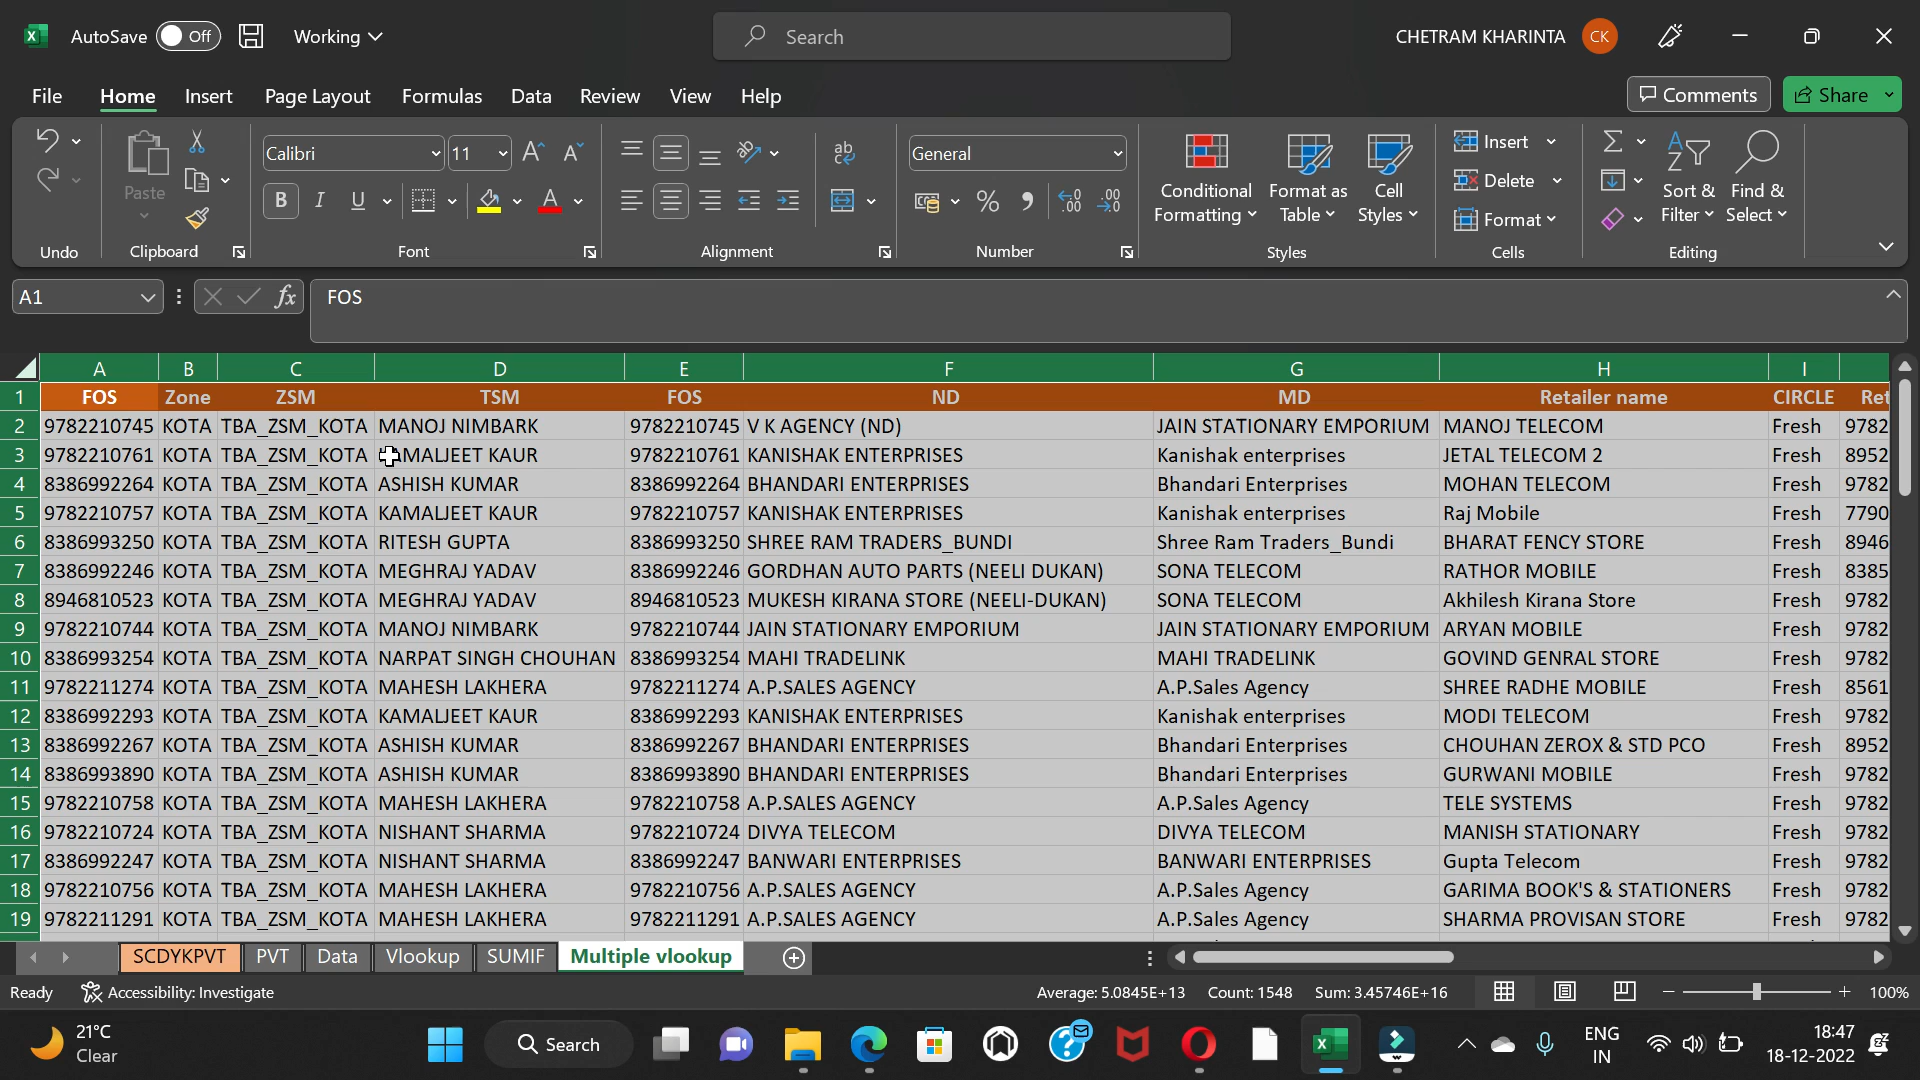 AutoSave Off Working Search CHETRAM KHARINTA CK
File Home Insert Page Layout Formulas Data Review View Help Comments Share
Calibri 11 ab c General Insert
Paste B I U A % Conditional Formatting Format as Table Cell Styles Delete Sort & Filter Find & Select
Format
Undo Clipboard Font Alignment Number Styles Cells Editing
A1 fx FOS
A B C D E F G H I
1 FOS Zone ZSM TSM FOS ND MD Retailer name CIRCLE Ret
2 9782210745 KOTA TBA_ZSM_KOTA MANOJ NIMBARK 9782210745 V K AGENCY (ND) JAIN STATIONARY EMPORIUM MANOJ TELECOM Fresh 9782
3 9782210761 KOTA TBA_ZSM_KOTA MALJEET KAUR 9782210761 KANISHAK ENTERPRISES Kanishak enterprises JETAL TELECOM 2 Fresh 8952
4 8386992264 KOTA TBA_ZSM_KOTA ASHISH KUMAR 8386992264 BHANDARI ENTERPRISES Bhandari Enterprises MOHAN TELECOM Fresh 9782
5 9782210757 KOTA TBA_ZSM_KOTA KAMALJEET KAUR 9782210757 KANISHAK ENTERPRISES Kanishak enterprises Raj Mobile Fresh 7790
6 8386993250 KOTA TBA_ZSM_KOTA RITESH GUPTA 8386993250 SHREE RAM TRADERS_BUNDI Shree Ram Traders_Bundi BHARAT FENCY STORE Fresh 8946
7 8386992246 KOTA TBA_ZSM_KOTA MEGHRAJ YADAV 8386992246 GORDHAN AUTO PARTS (NEELI DUKAN) SONA TELECOM RATHOR MOBILE Fresh 8385
8 8946810523 KOTA TBA_ZSM_KOTA MEGHRAJ YADAV 8946810523 MUKESH KIRANA STORE (NEELI-DUKAN) SONA TELECOM Akhilesh Kirana Store Fresh 9782
9 9782210744 KOTA TBA_ZSM_KOTA MANOJ NIMBARK 9782210744 JAIN STATIONARY EMPORIUM JAIN STATIONARY EMPORIUM ARYAN MOBILE Fresh 9782
10 8386993254 KOTA TBA_ZSM_KOTA NARPAT SINGH CHOUHAN 8386993254 MAHI TRADELINK MAHI TRADELINK GOVIND GENRAL STORE Fresh 9782
11 9782211274 KOTA TBA_ZSM_KOTA MAHESH LAKHERA 9782211274 A.P.SALES AGENCY A.P.Sales Agency SHREE RADHE MOBILE Fresh 8561
12 8386992293 KOTA TBA_ZSM_KOTA KAMALJEET KAUR 8386992293 KANISHAK ENTERPRISES Kanishak enterprises MODI TELECOM Fresh 9782
13 8386992267 KOTA TBA_ZSM_KOTA ASHISH KUMAR 8386992267 BHANDARI ENTERPRISES Bhandari Enterprises CHOUHAN ZEROX & STD PCO Fresh 8952
14 8386993890 KOTA TBA_ZSM_KOTA ASHISH KUMAR 8386993890 BHANDARI ENTERPRISES Bhandari Enterprises GURWANI MOBILE Fresh 9782
15 9782210758 KOTA TBA_ZSM_KOTA MAHESH LAKHERA 9782210758 A.P.SALES AGENCY A.P.Sales Agency TELE SYSTEMS Fresh 9782
16 9782210724 KOTA TBA_ZSM_KOTA NISHANT SHARMA 9782210724 DIVYA TELECOM DIVYA TELECOM MANISH STATIONARY Fresh 9782
17 8386992247 KOTA TBA_ZSM_KOTA NISHANT SHARMA 8386992247 BANWARI ENTERPRISES BANWARI ENTERPRISES Gupta Telecom Fresh 9782
18 9782210756 KOTA TBA_ZSM_KOTA MAHESH LAKHERA 9782210756 A.P.SALES AGENCY A.P.Sales Agency GARIMA BOOK'S & STATIONERS Fresh 9782
19 9782211291 KOTA TBA_ZSM_KOTA MAHESH LAKHERA 9782211291 A.P.SALES AGENCY A.P.Sales Agency SHARMA PROVISAN STORE Fresh 9782
SCDYKPVT PVT Data Vlookup SUMIF Multiple vlookup
Ready Accessibility: Investigate Average: 5.0845E+13 Count: 1548 Sum: 3.45746E+16 100%
21°C Clear Search ENG IN 18:47 18-12-2022